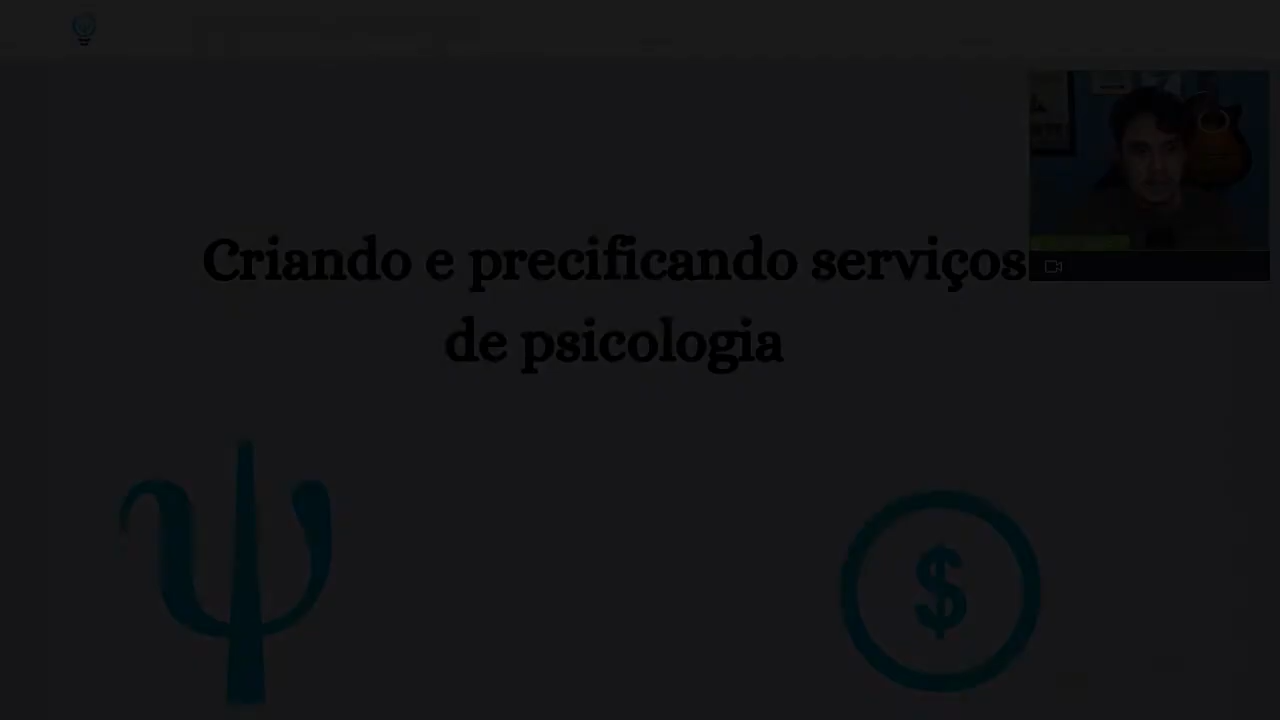 Criando e precificando serviços
de psicologia
ψ
$